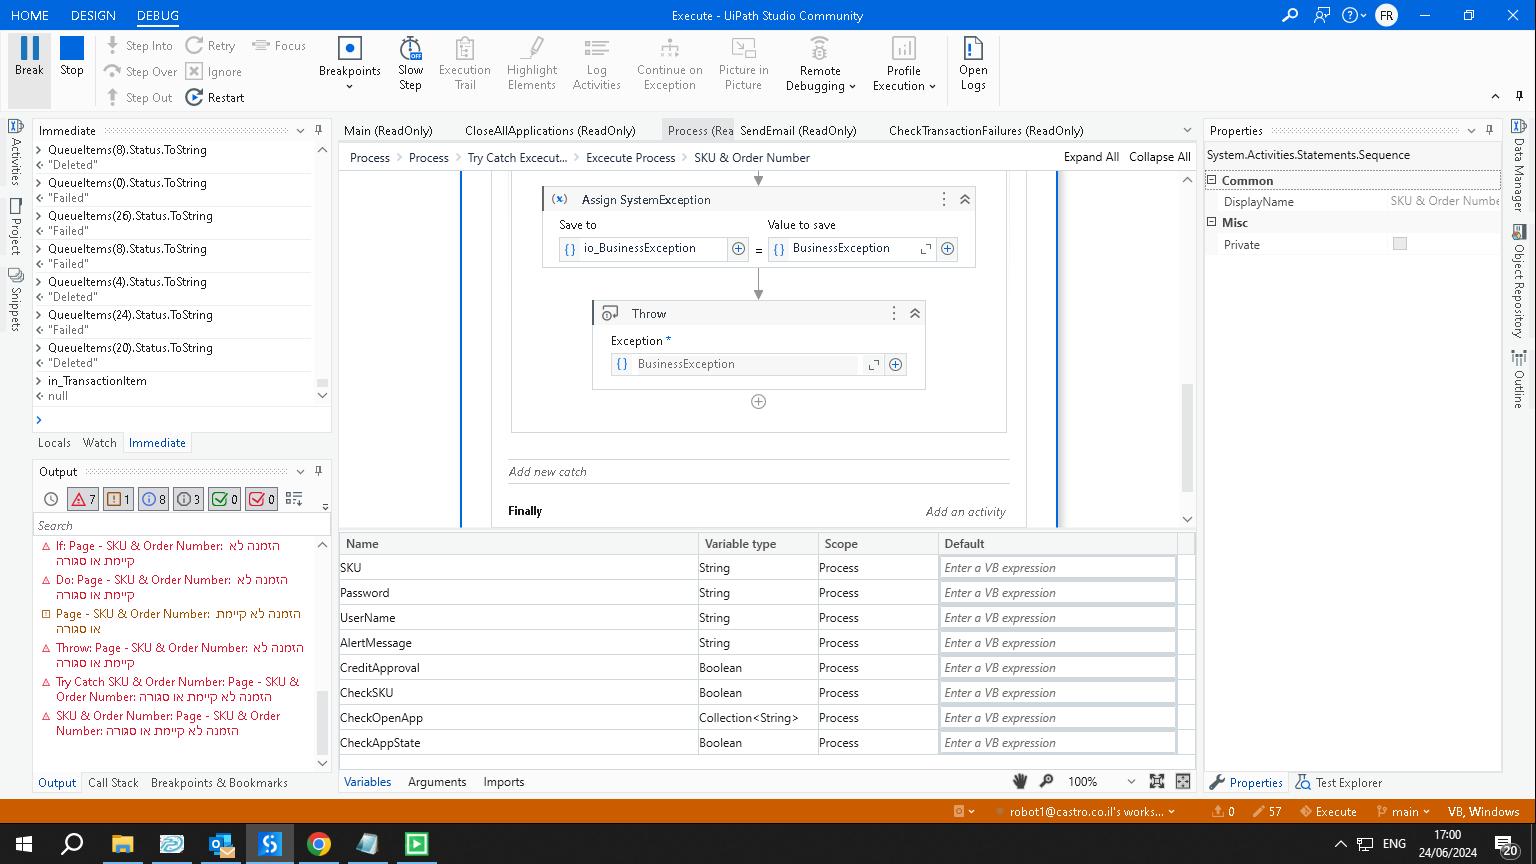 HOME DESIGN DEBUG Execute - UiPath Studio Community FR
Break
Stop
Step Into
Step Over
Step Out
Retry
Ignore
Restart
Focus
Breakpoints
Slow
Step
Execution
Trail
Highlight
Elements
Log
Activities
Continue on
Exception
Picture in
Picture
Remote
Debugging
Profile
Execution
Open
Logs
Activities
Project
Snippets
Immediate
QueueItems(8).Status.ToString
"Deleted"
QueueItems(0).Status.ToString
"Failed"
QueueItems(26).Status.ToString
"Failed"
QueueItems(8).Status.ToString
"Failed"
QueueItems(4).Status.ToString
"Deleted"
QueueItems(24).Status.ToString
"Failed"
QueueItems(20).Status.ToString
"Deleted"
in_TransactionItem
null
Locals Watch Immediate
Output
7 1 8 3 0 0
Search
If: Page - SKU & Order Number: הזמנה לא
קיימת או סגורה
Do: Page - SKU & Order Number: הזמנה לא
קיימת או סגורה
Page - SKU & Order Number: הזמנה לא קיימת
או סגורה
Throw: Page - SKU & Order Number: הזמנה לא
קיימת או סגורה
Try Catch SKU & Order Number: Page - SKU &
Order Number: הזמנה לא קיימת או סגורה
SKU & Order Number: Page - SKU & Order
Number: הזמנה לא קיימת או סגורה
Output Call Stack Breakpoints & Bookmarks
Main (ReadOnly) CloseAllApplications (ReadOnly) Process (Rea SendEmail (ReadOnly) CheckTransactionFailures (ReadOnly)
Process Process Try Catch Excecut... Excecute Process SKU & Order Number Expand All Collapse All
(x) Assign SystemException
Save to Value to save
{} io_BusinessException = {} BusinessException
Throw
Exception *
{} BusinessException
Add new catch
Finally Add an activity
Name Variable type Scope Default
SKU String Process Enter a VB expression
Password String Process Enter a VB expression
UserName String Process Enter a VB expression
AlertMessage String Process Enter a VB expression
CreditApproval Boolean Process Enter a VB expression
CheckSKU Boolean Process Enter a VB expression
CheckOpenApp Collection<String> Process Enter a VB expression
CheckAppState Boolean Process Enter a VB expression
Variables Arguments Imports 100%
Properties
System.Activities.Statements.Sequence
Common
DisplayName SKU & Order Numbe
Misc
Private
Properties Test Explorer
Data Manager
Object Repository
Outline
robot1@castro.co.il's works... 0 57 Execute main VB, Windows
ENG 17:00
24/06/2024
20